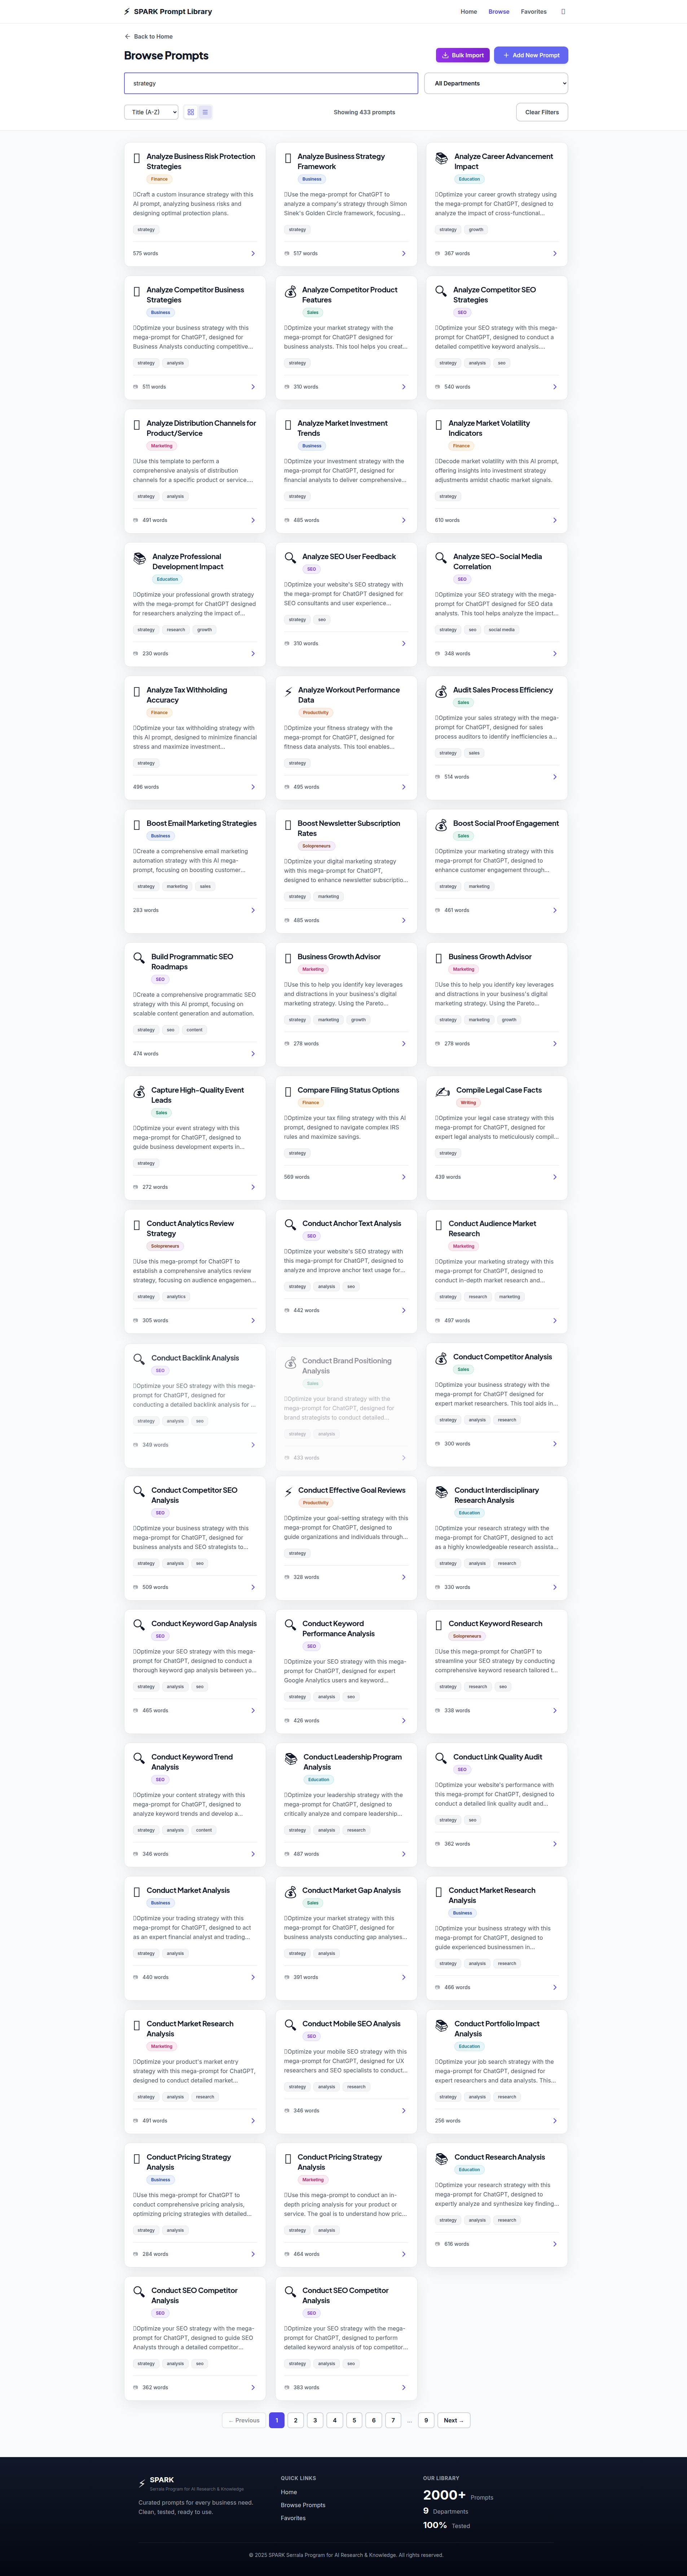 SPARK Prompt Library
Home
Browse
Favorites
Back to Home
Browse Prompts
Bulk Import
Add New Prompt
strategy
All Departments
Title (A-Z)
Showing 433 prompts
Clear Filters
Analyze Business Risk Protection
Strategies
Finance
Craft a custom insurance strategy with this
AI prompt, analyzing business risks and
designing optimal protection plans.
strategy
575 words
Analyze Business Strategy
Framework
Business
Use the mega-prompt for ChatGPT to
analyze a company's strategy through Simon
Sinek's Golden Circle framework, focusing...
strategy
517 words
Analyze Career Advancement
Impact
Education
Optimize your career growth strategy using
the mega-prompt for ChatGPT, designed to
analyze the impact of cross-functional...
strategy growth
367 words
Analyze Competitor Business
Strategies
Business
Optimize your business strategy with this
mega-prompt for ChatGPT, designed for
Business Analysts conducting competitive...
strategy analysis
511 words
Analyze Competitor Product
Features
Sales
Optimize your market strategy with the
mega-prompt for ChatGPT designed for
business analysts. This tool helps you creat...
strategy
310 words
Analyze Competitor SEO
Strategies
SEO
Optimize your SEO strategy with this mega-
prompt for ChatGPT, designed to conduct a
detailed competitive keyword analysis....
strategy analysis seo
540 words
Analyze Distribution Channels for
Product/Service
Marketing
Use this template to perform a
comprehensive analysis of distribution
channels for a specific product or service....
strategy analysis
491 words
Analyze Market Investment
Trends
Business
Optimize your investment strategy with the
mega-prompt for ChatGPT, designed for
financial analysts to deliver comprehensive...
strategy
485 words
Analyze Market Volatility
Indicators
Finance
Decode market volatility with this AI prompt,
offering insights into investment strategy
adjustments amidst chaotic market signals.
strategy
610 words
Analyze Professional
Development Impact
Education
Optimize your professional growth strategy
with the mega-prompt for ChatGPT designed
for researchers analyzing the impact of...
strategy research growth
230 words
Analyze SEO User Feedback
SEO
Optimize your website's SEO strategy with
the mega-prompt for ChatGPT designed for
SEO consultants and user experience...
strategy seo
310 words
Analyze SEO-Social Media
Correlation
SEO
Optimize your SEO strategy with the mega-
prompt for ChatGPT designed for SEO data
analysts. This tool helps analyze the impact...
strategy seo social media
348 words
Analyze Tax Withholding
Accuracy
Finance
Optimize your tax withholding strategy with
this AI prompt, designed to minimize financial
stress and maximize investment...
strategy
496 words
Analyze Workout Performance
Data
Productivity
Optimize your fitness strategy with the
mega-prompt for ChatGPT, designed for
fitness data analysts. This tool enables...
strategy
495 words
Audit Sales Process Efficiency
Sales
Optimize your sales strategy with the mega-
prompt for ChatGPT, designed for sales
process auditors to identify inefficiencies a...
strategy sales
514 words
Boost Email Marketing Strategies
Business
Create a comprehensive email marketing
automation strategy with this AI mega-
prompt, focusing on boosting customer...
strategy marketing sales
283 words
Boost Newsletter Subscription
Rates
Solopreneurs
Optimize your digital marketing strategy
with this mega-prompt for ChatGPT,
designed to enhance newsletter subscriptio...
strategy marketing
485 words
Boost Social Proof Engagement
Sales
Optimize your marketing strategy with this
mega-prompt for ChatGPT, designed to
enhance customer engagement through...
strategy marketing
461 words
Build Programmatic SEO
Roadmaps
SEO
Create a comprehensive programmatic SEO
strategy with this AI prompt, focusing on
scalable content generation and automation.
strategy seo content
474 words
Business Growth Advisor
Marketing
Use this to help you identify key leverages
and distractions in your business's digital
marketing strategy. Using the Pareto...
strategy marketing growth
278 words
Business Growth Advisor
Marketing
Use this to help you identify key leverages
and distractions in your business's digital
marketing strategy. Using the Pareto...
strategy marketing growth
278 words
Capture High-Quality Event
Leads
Sales
Optimize your event strategy with this
mega-prompt for ChatGPT, designed to
guide business development experts in...
strategy
272 words
Compare Filing Status Options
Finance
Optimize your tax filing strategy with this AI
prompt, designed to navigate complex IRS
rules and maximize savings.
strategy
569 words
Compile Legal Case Facts
Writing
Optimize your legal case strategy with this
mega-prompt for ChatGPT, designed for
expert legal analysts to meticulously compil...
strategy
439 words
Conduct Analytics Review
Strategy
Solopreneurs
Use this mega-prompt for ChatGPT to
establish a comprehensive analytics review
strategy, focusing on audience engagemen...
strategy analytics
305 words
Conduct Anchor Text Analysis
SEO
Optimize your website's SEO strategy with
this mega-prompt for ChatGPT, designed to
analyze and improve anchor text usage for...
strategy analysis seo
442 words
Conduct Audience Market
Research
Marketing
Optimize your marketing strategy with this
mega-prompt for ChatGPT, designed to
conduct in-depth market research and...
strategy research marketing
497 words
Conduct Backlink Analysis
SEO
Optimize your SEO strategy with this mega-
prompt for ChatGPT, designed for
conducting a detailed backlink analysis for ...
strategy analysis seo
349 words
Conduct Brand Positioning
Analysis
Sales
Optimize your brand strategy with the
mega-prompt for ChatGPT, designed for
brand strategists to conduct detailed...
strategy analysis
433 words
Conduct Competitor Analysis
Sales
Optimize your business strategy with the
mega-prompt for ChatGPT designed for
expert market researchers. This tool aids in...
strategy analysis research
300 words
Conduct Competitor SEO
Analysis
SEO
Optimize your business strategy with this
mega-prompt for ChatGPT, designed for
business analysts and SEO strategists to...
strategy analysis seo
509 words
Conduct Effective Goal Reviews
Productivity
Optimize your goal-setting strategy with this
mega-prompt for ChatGPT, designed to
guide organizations and individuals through...
strategy
328 words
Conduct Interdisciplinary
Research Analysis
Education
Optimize your research strategy with the
mega-prompt for ChatGPT, designed to act
as a highly knowledgeable research assista...
strategy analysis research
330 words
Conduct Keyword Gap Analysis
SEO
Optimize your SEO strategy with this mega-
prompt for ChatGPT, designed to conduct a
thorough keyword gap analysis between yo...
strategy analysis seo
465 words
Conduct Keyword
Performance Analysis
SEO
Optimize your SEO strategy with this mega-
prompt for ChatGPT, designed for expert
Google Analytics users and keyword...
strategy analysis seo
426 words
Conduct Keyword Research
Solopreneurs
Use this mega-prompt for ChatGPT to
streamline your SEO strategy by conducting
comprehensive keyword research tailored t...
strategy research seo
338 words
Conduct Keyword Trend
Analysis
SEO
Optimize your content strategy with this
mega-prompt for ChatGPT, designed to
analyze keyword trends and develop a...
strategy analysis content
346 words
Conduct Leadership Program
Analysis
Education
Optimize your leadership strategy with the
mega-prompt for ChatGPT, designed to
critically analyze and compare leadership...
strategy analysis research
487 words
Conduct Link Quality Audit
SEO
Optimize your website's performance with
this mega-prompt for ChatGPT, designed to
conduct a detailed link quality audit and...
strategy seo
362 words
Conduct Market Analysis
Business
Optimize your trading strategy with this
mega-prompt for ChatGPT, designed to act
as an expert financial analyst and trading...
strategy analysis
440 words
Conduct Market Gap Analysis
Sales
Optimize your market strategy with this
mega-prompt for ChatGPT, designed for
business analysts conducting gap analyses...
strategy analysis
391 words
Conduct Market Research
Analysis
Business
Optimize your business strategy with this
mega-prompt for ChatGPT, designed to
guide experienced businessmen in...
strategy analysis research
466 words
Conduct Market Research
Analysis
Marketing
Optimize your product's market entry
strategy with this mega-prompt for ChatGPT,
designed to conduct detailed market...
strategy analysis research
491 words
Conduct Mobile SEO Analysis
SEO
Optimize your mobile SEO strategy with this
mega-prompt for ChatGPT, designed for UX
researchers and SEO specialists to conduct...
strategy analysis research
346 words
Conduct Portfolio Impact
Analysis
Education
Optimize your job search strategy with the
mega-prompt for ChatGPT, designed for
expert researchers and data analysts. This...
strategy analysis research
256 words
Conduct Pricing Strategy
Analysis
Business
Use this mega-prompt for ChatGPT to
conduct comprehensive pricing analysis,
optimizing pricing strategies with detailed...
strategy analysis
284 words
Conduct Pricing Strategy
Analysis
Marketing
Use this mega-prompt to conduct an in-
depth pricing analysis for your product or
service. The goal is to understand how pric...
strategy analysis
464 words
Conduct Research Analysis
Education
Optimize your research strategy with this
mega-prompt for ChatGPT, designed to
expertly analyze and synthesize key finding...
strategy analysis research
616 words
Conduct SEO Competitor
Analysis
SEO
Optimize your SEO strategy with the mega-
prompt for ChatGPT, designed to guide SEO
Analysts through a detailed competitor...
strategy analysis seo
362 words
Conduct SEO Competitor
Analysis
SEO
Optimize your SEO strategy with this mega-
prompt for ChatGPT, designed to perform
detailed keyword analysis of top competitor...
strategy analysis seo
383 words
← Previous 1 2 3 4 5 6 7 ... 9 Next →
SPARK
Serrala Program for AI Research & Knowledge
Curated prompts for every business need.
Clean, tested, ready to use.
QUICK LINKS
Home
Browse Prompts
Favorites
OUR LIBRARY
2000+ Prompts
9 Departments
100% Tested
© 2025 SPARK Serrala Program for AI Research & Knowledge. All rights reserved.